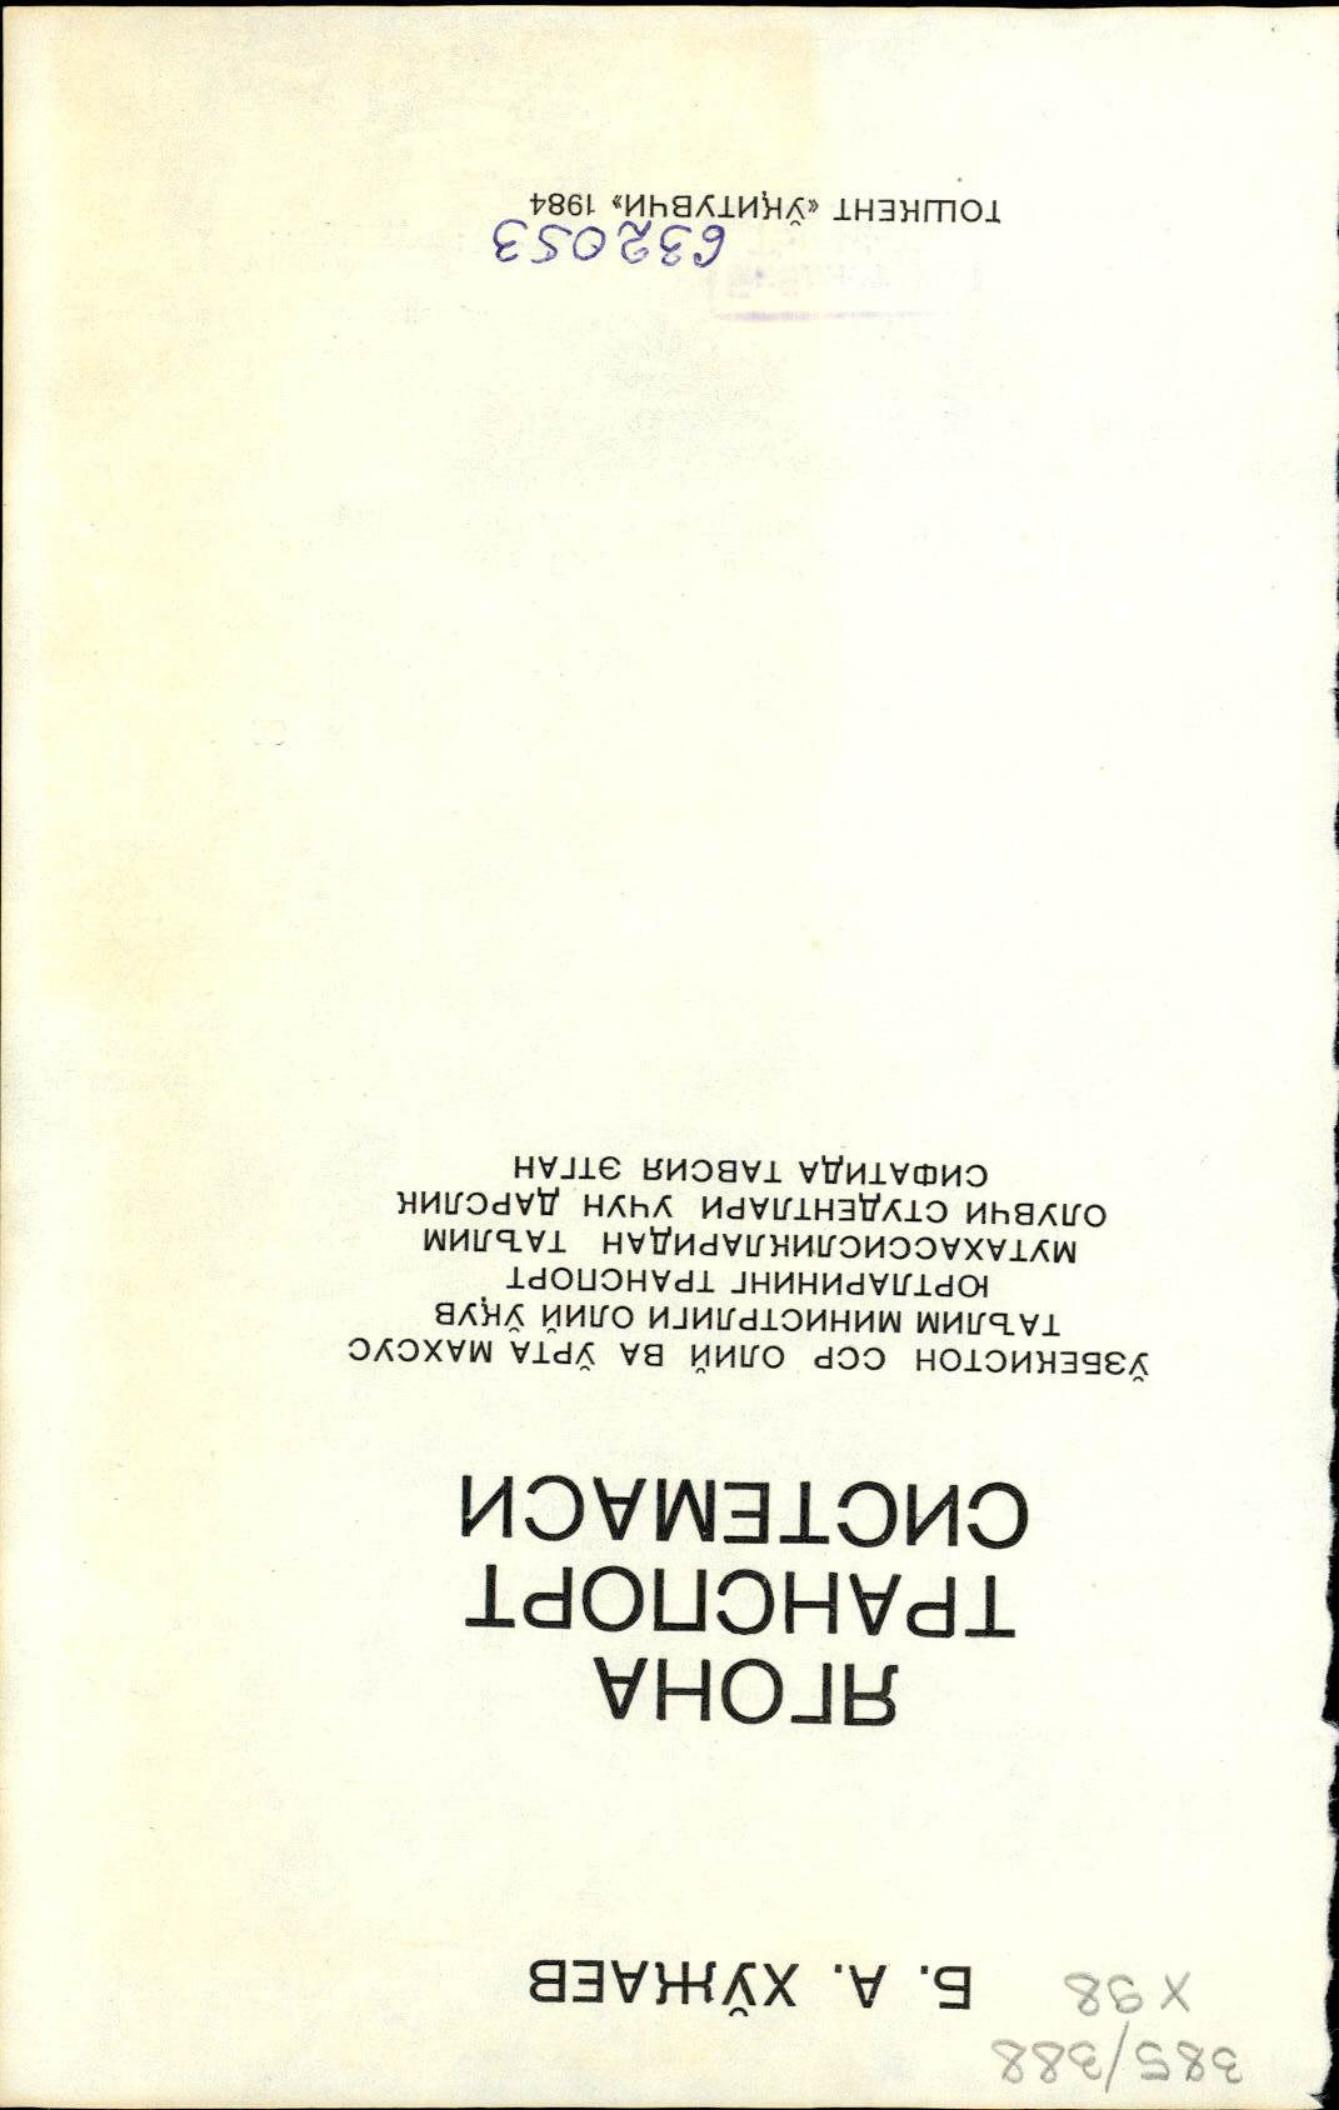 385/388
Х 98
Б. А. ХЎЖАЕВ
ЯГОНА
ТРАНСПОРТ
СИСТЕМАСИ
ЎЗБЕКИСТОН ССР ОЛИЙ ВА ЎРТА МАХСУС
ТАЪЛИМ МИНИСТРЛИГИ ОЛИЙ ЎҚУВ
ЮРТЛАРИНИНГ ТРАНСПОРТ
МУТАХАССИСЛИКЛАРИДАН ТАЪЛИМ
ОЛУВЧИ СТУДЕНТЛАРИ УЧУН ДАРСЛИК
СИФАТИДА ТАВСИЯ ЭТГАН
632053
ТОШКЕНТ «ЎҚИТУВЧИ» 1984